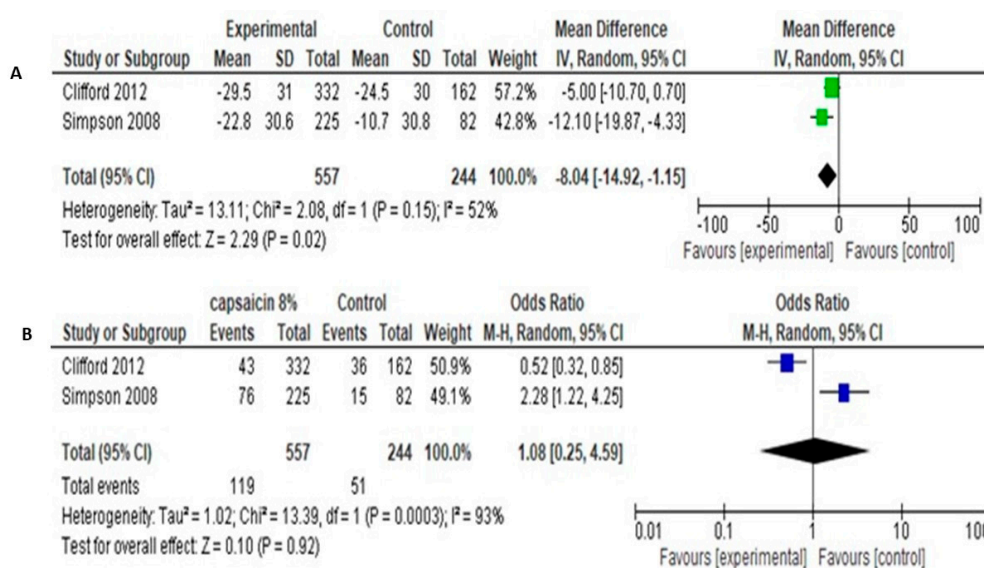 Experimental Control Mean Difference Mean Difference
Study or Subgroup Mean SD Total Mean SD Total Weight IV, Random, 95% CI IV, Random, 95% CI
A
Clifford 2012 -29.5 31 332 -24.5 30 162 57.2% -5.00 [-10.70, 0.70]
Simpson 2008 -22.8 30.6 225 -10.7 30.8 82 42.8% -12.10 [-19.87, -4.33]
Total (95% CI) 557 244 100.0% -8.04 [-14.92, -1.15]
Heterogeneity: Tau² = 13.11; Chi² = 2.08, df = 1 (P = 0.15); I² = 52%
Test for overall effect: Z = 2.29 (P = 0.02)
-100 -50 0 50 100
Favours [experimental] Favours [control]
capsaicin 8% Control Odds Ratio Odds Ratio
B
Study or Subgroup Events Total Events Total Weight M-H, Random, 95% CI M-H, Random, 95% CI
Clifford 2012 43 332 36 162 50.9% 0.52 [0.32, 0.85]
Simpson 2008 76 225 15 82 49.1% 2.28 [1.22, 4.25]
Total (95% CI) 557 244 100.0% 1.08 [0.25, 4.59]
Total events 119 51
Heterogeneity: Tau² = 1.02; Chi² = 13.39, df = 1 (P = 0.0003); I² = 93%
Test for overall effect: Z = 0.10 (P = 0.92)
0.01 0.1 1 10 100
Favours [experimental] Favours [control]